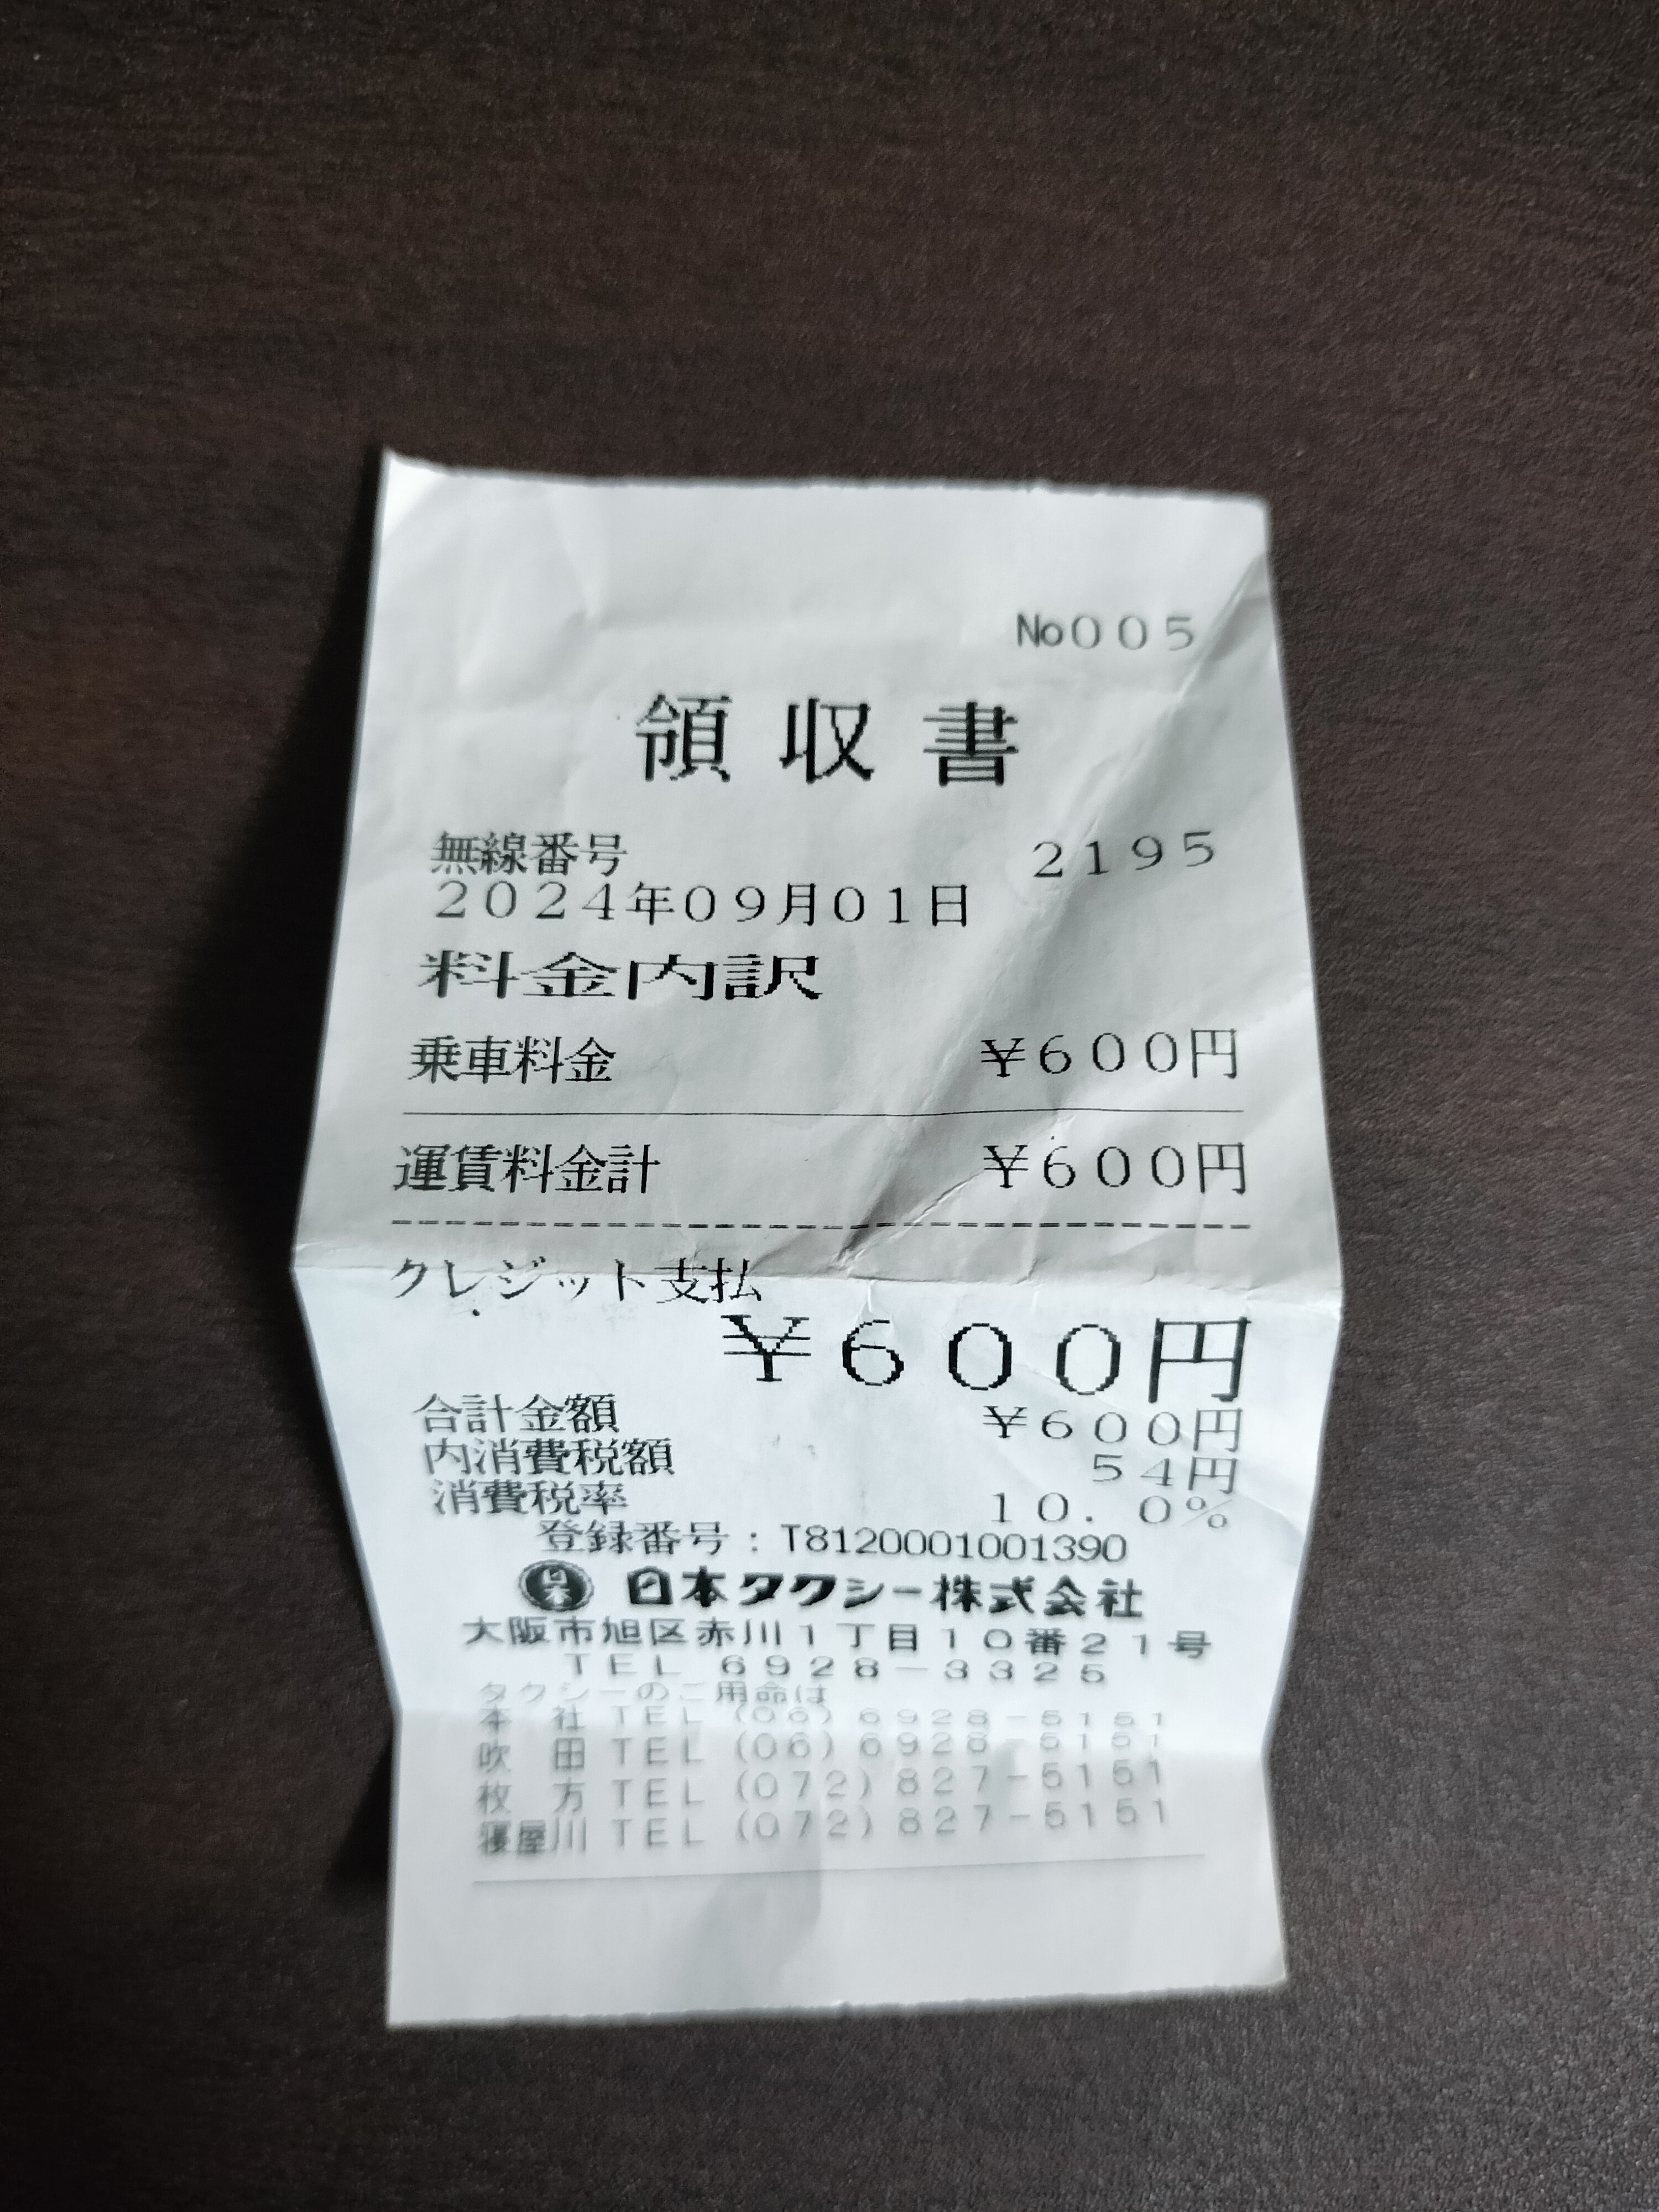 No005
領収書
無線番号 2195
2024年09月01日
料金内訳
乗車料金 ¥600円
運賃料金計 ¥600円
クレジット支払
¥600円
合計金額 ¥600円
内消費税額 54円
消費税率 10.0%
登録番号:T8120001001390
日本 日本タクシー株式会社
大阪市旭区赤川1丁目10番21号
TEL 6928-3325
タクシーのご用命は
本 社 TEL (06) 6928-5151
吹 田 TEL (06) 6928-5151
枚 方 TEL (072) 827-5151
寝屋川 TEL (072) 827-5151